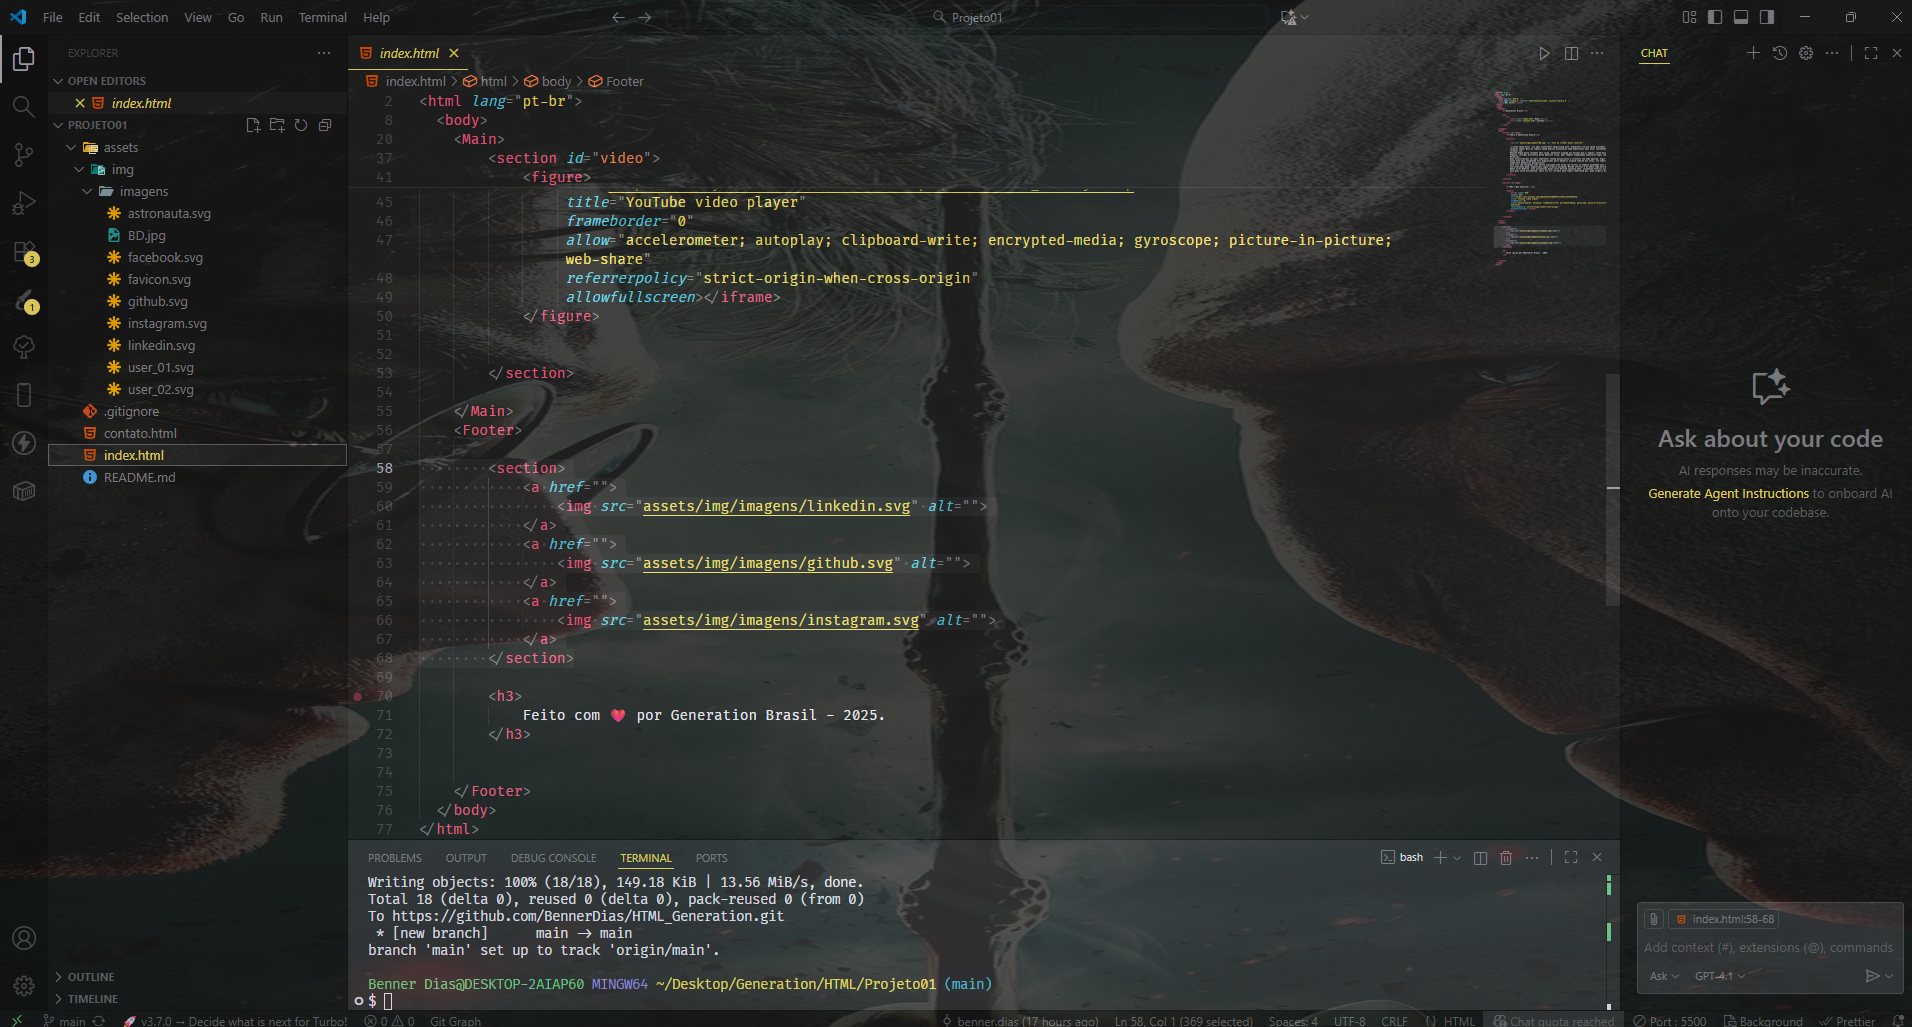 File Edit Selection View Go Run Terminal Help
Projeto01
EXPLORER
OPEN EDITORS
index.html
PROJETO01
assets
img
imagens
astronauta.svg
BD.jpg
facebook.svg
favicon.svg
github.svg
instagram.svg
linkedin.svg
user_01.svg
user_02.svg
.gitignore
contato.html
index.html
README.md
OUTLINE
TIMELINE
3
1
index.html
index.html > html > body > Footer
2 <html lang="pt-br">
8 <body>
20 <Main>
37 <section id="video">
41 <figure>
45 title="YouTube video player"
46 frameborder="0"
47 allow="accelerometer; autoplay; clipboard-write; encrypted-media; gyroscope; picture-in-picture;
web-share"
48 referrerpolicy="strict-origin-when-cross-origin"
49 allowfullscreen></iframe>
50 </figure>
51
52
53 </section>
54
55 </Main>
56 <Footer>
57
58 <section>
59 <a href="">
60 <img src="assets/img/imagens/linkedin.svg" alt="">
61 </a>
62 <a href="">
63 <img src="assets/img/imagens/github.svg" alt="">
64 </a>
65 <a href="">
66 <img src="assets/img/imagens/instagram.svg" alt="">
67 </a>
68 </section>
69
70 <h3>
71 Feito com ❤️ por Generation Brasil - 2025.
72 </h3>
73
74
75 </Footer>
76 </body>
77 </html>
PROBLEMS OUTPUT DEBUG CONSOLE TERMINAL PORTS
bash
Writing objects: 100% (18/18), 149.18 KiB | 13.56 MiB/s, done.
Total 18 (delta 0), reused 0 (delta 0), pack-reused 0 (from 0)
To https://github.com/BennerDias/HTML_Generation.git
* [new branch] main -> main
branch 'main' set up to track 'origin/main'.
Benner Dias@DESKTOP-2AIAP60 MINGW64 ~/Desktop/Generation/HTML/Projeto01 (main)
$
CHAT
Ask about your code
AI responses may be inaccurate.
Generate Agent Instructions to onboard AI
onto your codebase.
index.html:58-68
Add context (#), extensions (@), commands
Ask GPT-4.1
main 🚀 v3.7.0 → Decide what is next for Turbo! 0 0 Git Graph benner.dias (17 hours ago) Ln 58, Col 1 (369 selected) Spaces: 4 UTF-8 CRLF {} HTML Chat quota reached Port : 5500 Background Prettier